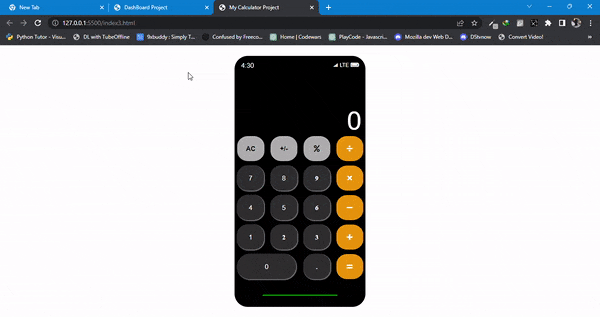 New Tab
DashBoard Project
My Calculator Project
127.0.0.1:5500/index3.html
Python Tutor - Visu...
DL with TubeOffline
9xbuddy : Simply T...
Confused by Freeco...
Home | Codewars
PlayCode - Javascri...
Mozilla dev Web D...
DStvnow
Convert Video!
4:30
LTE
0
AC +/- % ÷
7 8 9 ×
4 5 6 −
1 2 3 +
0 . =